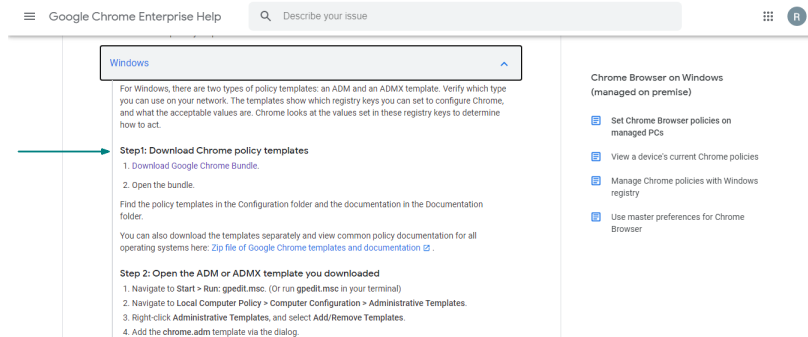 Google Chrome Enterprise Help
Describe your issue
R
Windows
For Windows, there are two types of policy templates: an ADM and an ADMX template. Verify which type
you can use on your network. The templates show which registry keys you can set to configure Chrome,
and what the acceptable values are. Chrome looks at the values set in these registry keys to determine
how to act.
Step1: Download Chrome policy templates
1. Download Google Chrome Bundle.
2. Open the bundle.
Find the policy templates in the Configuration folder and the documentation in the Documentation
folder.
You can also download the templates separately and view common policy documentation for all
operating systems here: Zip file of Google Chrome templates and documentation.
Step 2: Open the ADM or ADMX template you downloaded
1. Navigate to Start > Run: gpedit.msc. (Or run gpedit.msc in your terminal)
2. Navigate to Local Computer Policy > Computer Configuration > Administrative Templates.
3. Right-click Administrative Templates, and select Add/Remove Templates.
4. Add the chrome.adm template via the dialog.
Chrome Browser on Windows
(managed on premise)
Set Chrome Browser policies on
managed PCs
View a device's current Chrome policies
Manage Chrome policies with Windows
registry
Use master preferences for Chrome
Browser